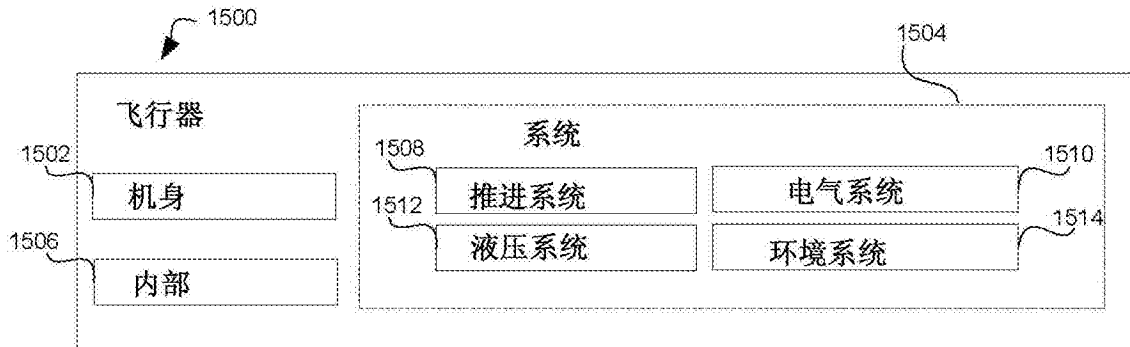 1500
1504
飞行器
系统
1502
机身
1508
推进系统
1510
电气系统
1512
液压系统
1514
环境系统
1506
内部